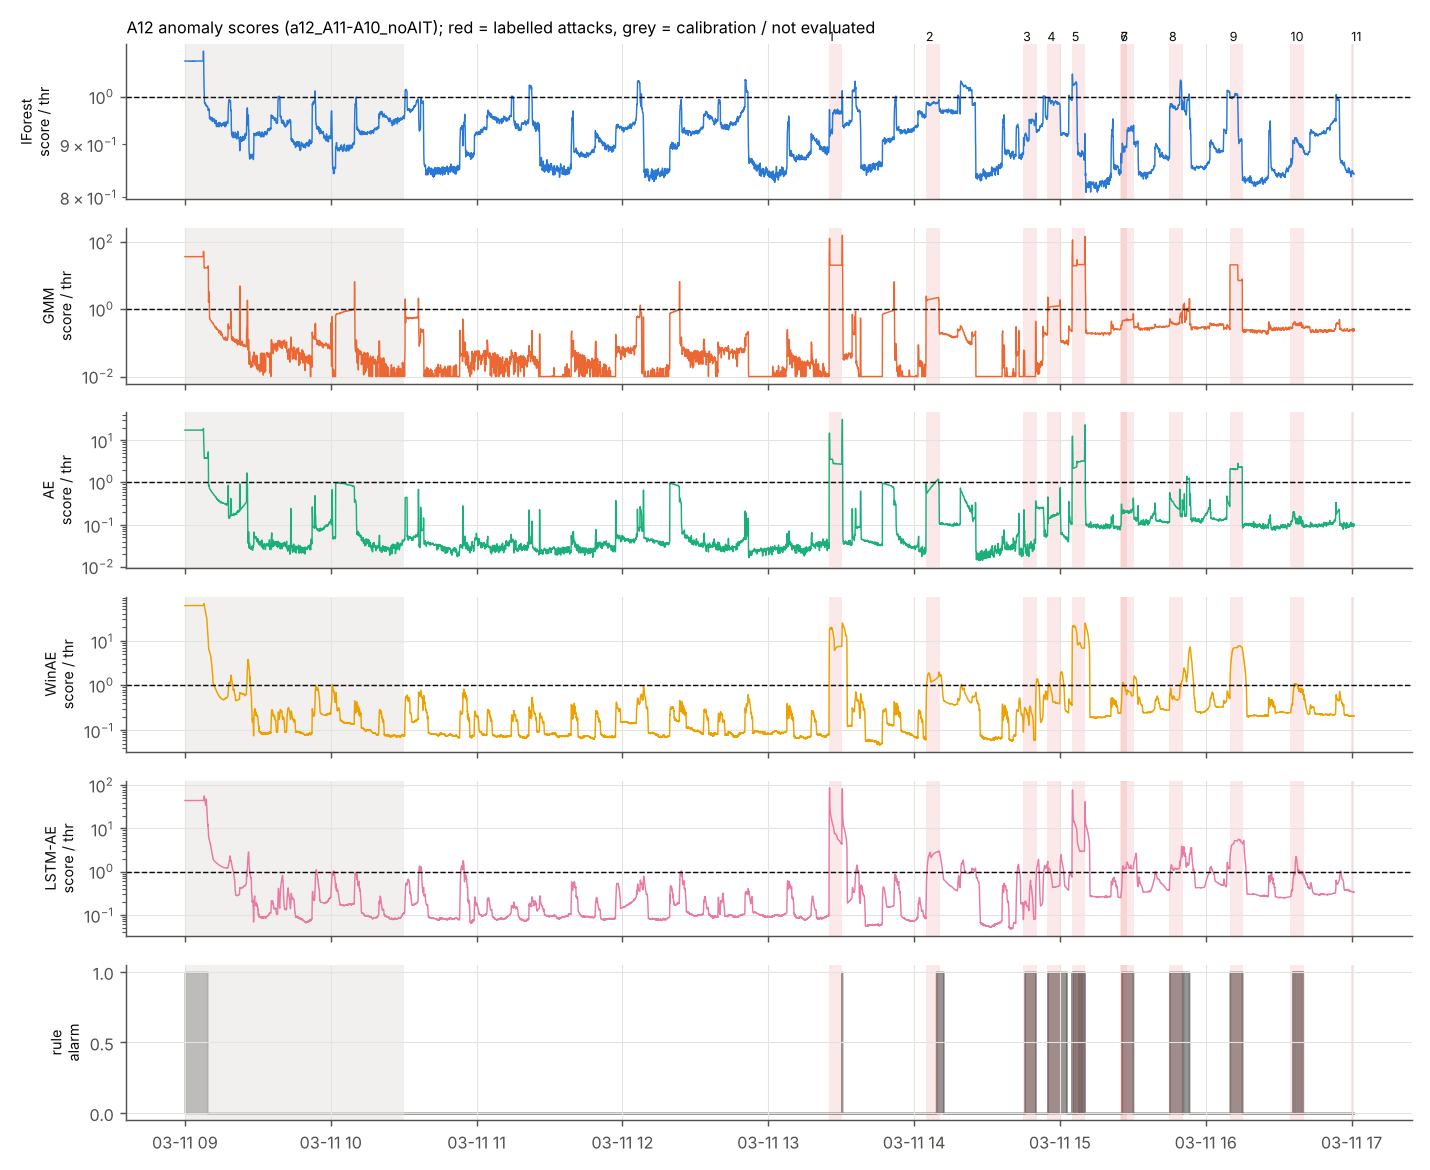 A12 anomaly scores (a12_A11-A10_noAIT); red = labelled attacks, grey = calibration / not evaluated
1 2 3 4 5 6 7 8 9 10 11
IForest
score / thr
10⁰
9 × 10⁻¹
8 × 10⁻¹
GMM
score / thr
10²
10⁰
10⁻²
AE
score / thr
10¹
10⁰
10⁻¹
10⁻²
WinAE
score / thr
10¹
10⁰
10⁻¹
LSTM-AE
score / thr
10²
10¹
10⁰
10⁻¹
rule
alarm
1.0
0.5
0.0
03-11 09 03-11 10 03-11 11 03-11 12 03-11 13 03-11 14 03-11 15 03-11 16 03-11 17